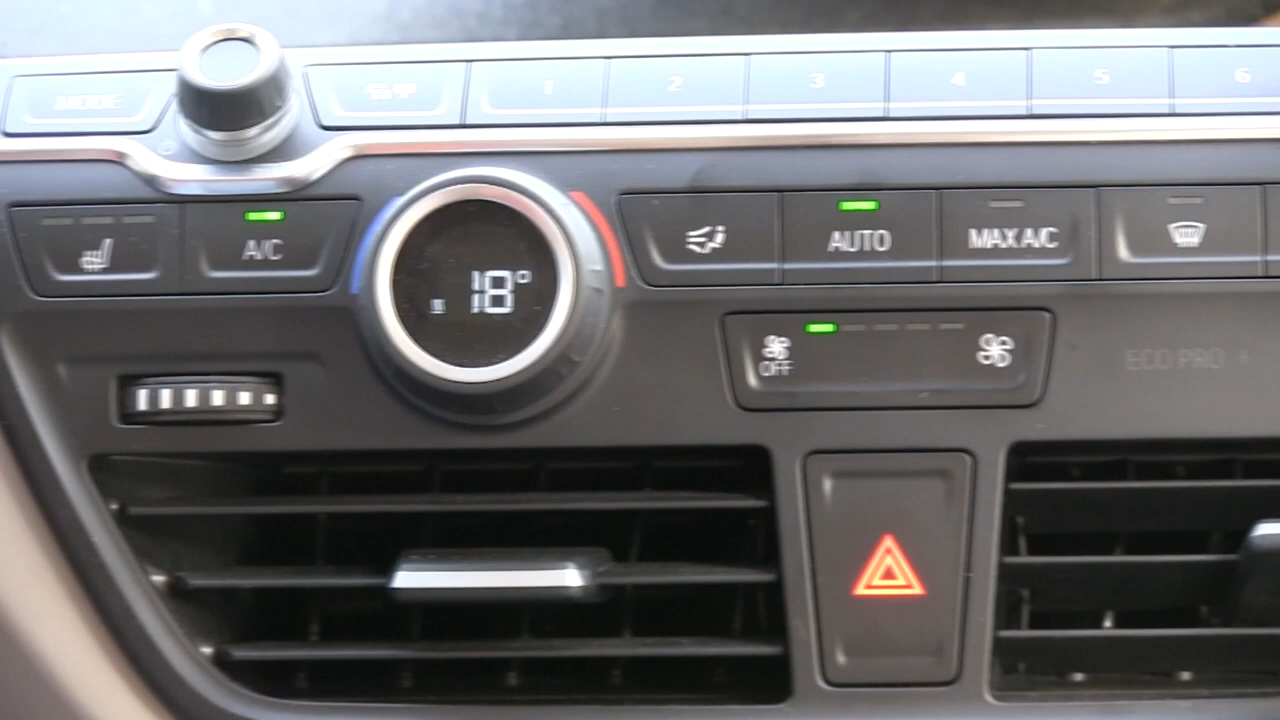 MODE
1 2 3 4 5 6
A/C
18°
AUTO
MAX A/C
OFF
ECO PRO +